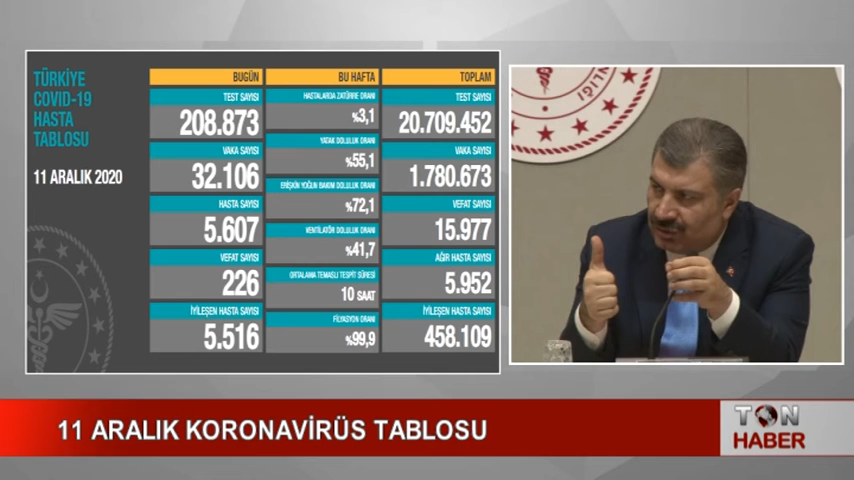 TÜRKİYE
COVID-19
HASTA
TABLOSU
11 ARALIK 2020
BUGÜN
TEST SAYISI
208.873
VAKA SAYISI
32.106
HASTA SAYISI
5.607
VEFAT SAYISI
226
İYİLEŞEN HASTA SAYISI
5.516
BU HAFTA
HASTALARDA ZATÜRRE ORANI
%3,1
YATAK DOLULUK ORANI
%55,1
ERİŞKİN YOĞUN BAKIM DOLULUK ORANI
%72,1
VENTİLATÖR DOLULUK ORANI
%41,7
ORTALAMA TEMASLI TESPİT SÜRESİ
10 SAAT
FİLYASYON ORANI
%99,9
TOPLAM
TEST SAYISI
20.709.452
VAKA SAYISI
1.780.673
VEFAT SAYISI
15.977
AĞIR HASTA SAYISI
5.952
İYİLEŞEN HASTA SAYISI
458.109
11 ARALIK KORONAVİRÜS TABLOSU
TON
HABER